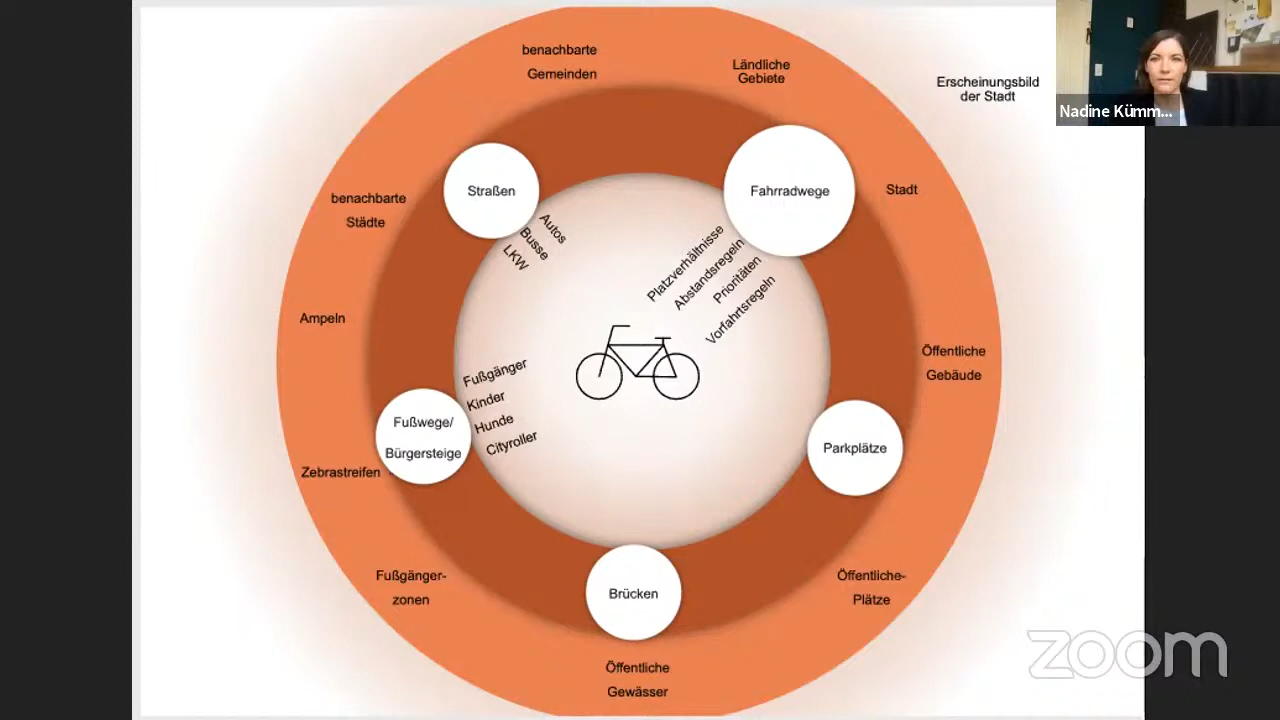 benachbarte
Gemeinden
Ländliche
Gebiete
Erscheinungsbild
der Stadt
Nadine Kümm...
Straßen
Fahrradwege
Stadt
benachbarte
Städte
Autos
Busse
LKW
Platzverhältnisse
Abstandsregeln
Prioritäten
Vorfahrtsregeln
Ampeln
Öffentliche
Gebäude
Fußgänger
Kinder
Hunde
Cityroller
Fußwege/
Bürgersteige
Parkplätze
Zebrastreifen
Fußgänger-
zonen
Brücken
Öffentliche-
Plätze
Öffentliche
Gewässer
zoom